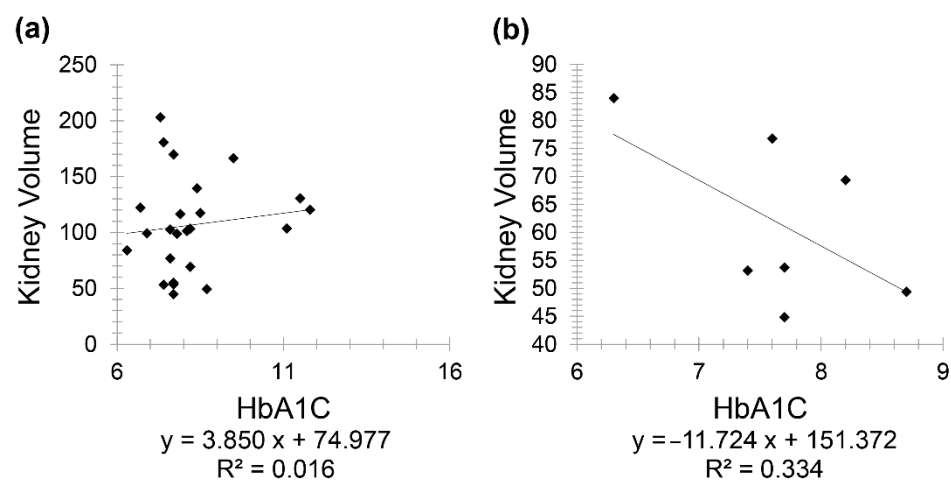 (a)
250
200
150
100
50
0
Kidney Volume
6 11 16
HbA1C
y = 3.850 x + 74.977
R² = 0.016
(b)
90
85
80
75
70
65
60
55
50
45
40
Kidney Volume
6 7 8 9
HbA1C
y = −11.724 x + 151.372
R² = 0.334